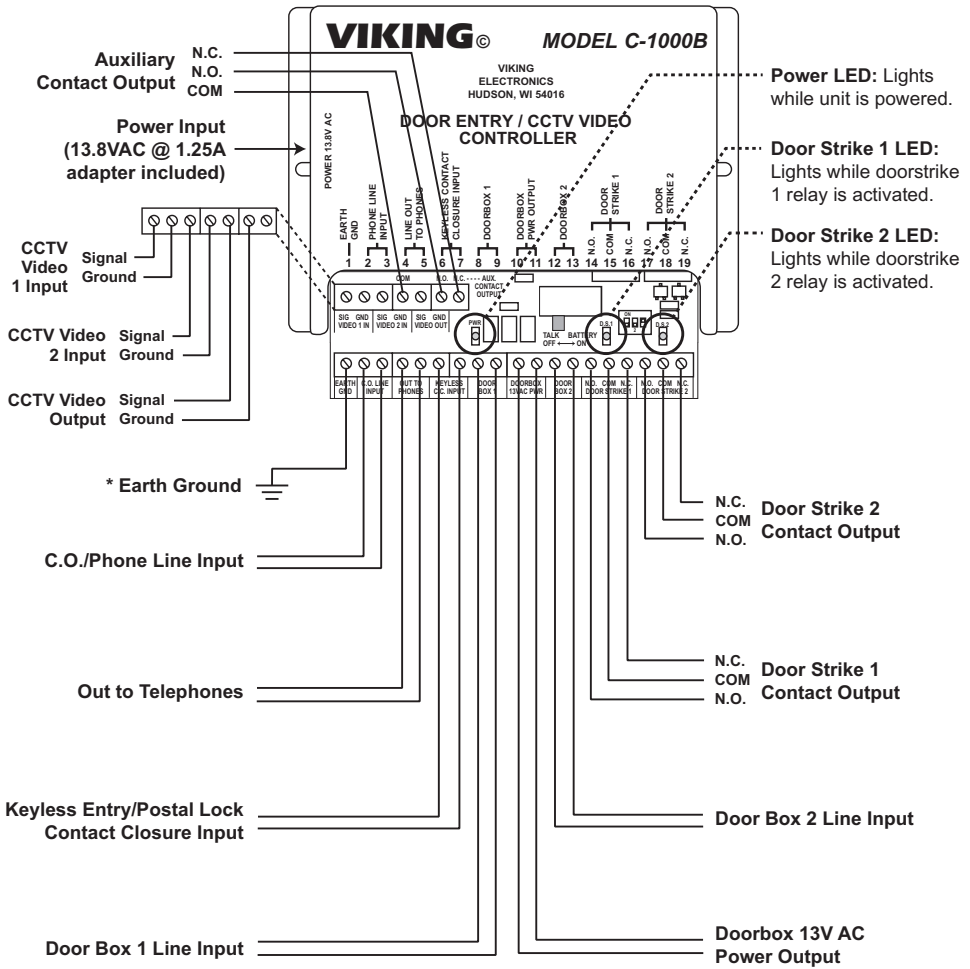 VIKING©
MODEL C-1000B
VIKING
ELECTRONICS
HUDSON, WI 54016
DOOR ENTRY / CCTV VIDEO
CONTROLLER
Auxiliary
Contact Output
N.C.
N.O.
COM
Power Input
(13.8VAC @ 1.25A
adapter included)
POWER 13.8V AC
Power LED: Lights
while unit is powered.
Door Strike 1 LED:
Lights while doorstrike
1 relay is activated.
Door Strike 2 LED:
Lights while doorstrike
2 relay is activated.
EARTH
GND
PHONE LINE
INPUT
LINE OUT
TO PHONES
KEYLESS CONTACT
CLOSURE INPUT
DOORBOX 1
DOORBOX
PWR OUTPUT
DOORBOX 2
DOOR
STRIKE 1
N.O.
COM
N.C.
DOOR
STRIKE 2
N.O.
COM
N.C.
1 2 3 4 5 6 7 8 9 10 11 12 13 14 15 16 17 18 19
COM N.O. N.C. ---- AUX.
CONTACT
OUTPUT
SIG GND SIG GND SIG GND
VIDEO 1 IN VIDEO 2 IN VIDEO OUT
PWR
TALK BATTERY
OFF ←→ ON
D.S.1
ON
D.S.2
EARTH
GND
C.O. LINE
INPUT
OUT TO
PHONES
KEYLESS
C.C. INPUT
DOOR
BOX 1
DOORBOX
13VAC PWR
DOOR
BOX 2
N.O. COM N.C.
DOOR STRIKE 1
N.O. COM N.C.
DOOR STRIKE 2
CCTV
Video
1 Input
Signal
Ground
CCTV Video
2 Input
Signal
Ground
CCTV Video
Output
Signal
Ground
* Earth Ground
C.O./Phone Line Input
Out to Telephones
Keyless Entry/Postal Lock
Contact Closure Input
Door Box 1 Line Input
N.C.
COM
N.O.
Door Strike 2
Contact Output
N.C.
COM
N.O.
Door Strike 1
Contact Output
Door Box 2 Line Input
Doorbox 13V AC
Power Output